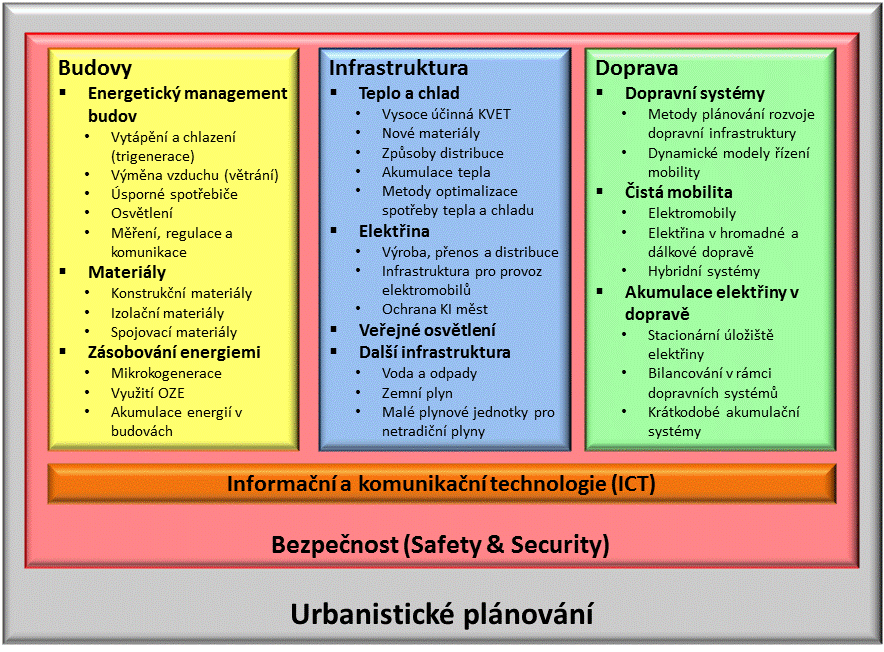 Budovy
Energetický management
budov
Vytápění a chlazení
(trigenerace)
Výměna vzduchu (větrání)
Úsporné spotřebiče
Osvětlení
Měření, regulace a
komunikace
Materiály
Konstrukční materiály
Izolační materiály
Spojovací materiály
Zásobování energiemi
Mikrokogenerace
Využití OZE
Akumulace energií v
budovách
Infrastruktura
Teplo a chlad
Vysoce účinná KVET
Nové materiály
Způsoby distribuce
Akumulace tepla
Metody optimalizace
spotřeby tepla a chladu
Elektřina
Výroba, přenos a distribuce
Infrastruktura pro provoz
elektromobilů
Ochrana KI měst
Veřejné osvětlení
Další infrastruktura
Voda a odpady
Zemní plyn
Malé plynové jednotky pro
netradiční plyny
Doprava
Dopravní systémy
Metody plánování rozvoje
dopravní infrastruktury
Dynamické modely řízení
mobility
Čistá mobilita
Elektromobily
Elektřina v hromadné a
dálkové dopravě
Hybridní systémy
Akumulace elektřiny v
dopravě
Stacionární úložiště
elektřiny
Bilancování v rámci
dopravních systémů
Krátkodobé akumulační
systémy
Informační a komunikační technologie (ICT)
Bezpečnost (Safety & Security)
Urbanistické plánování